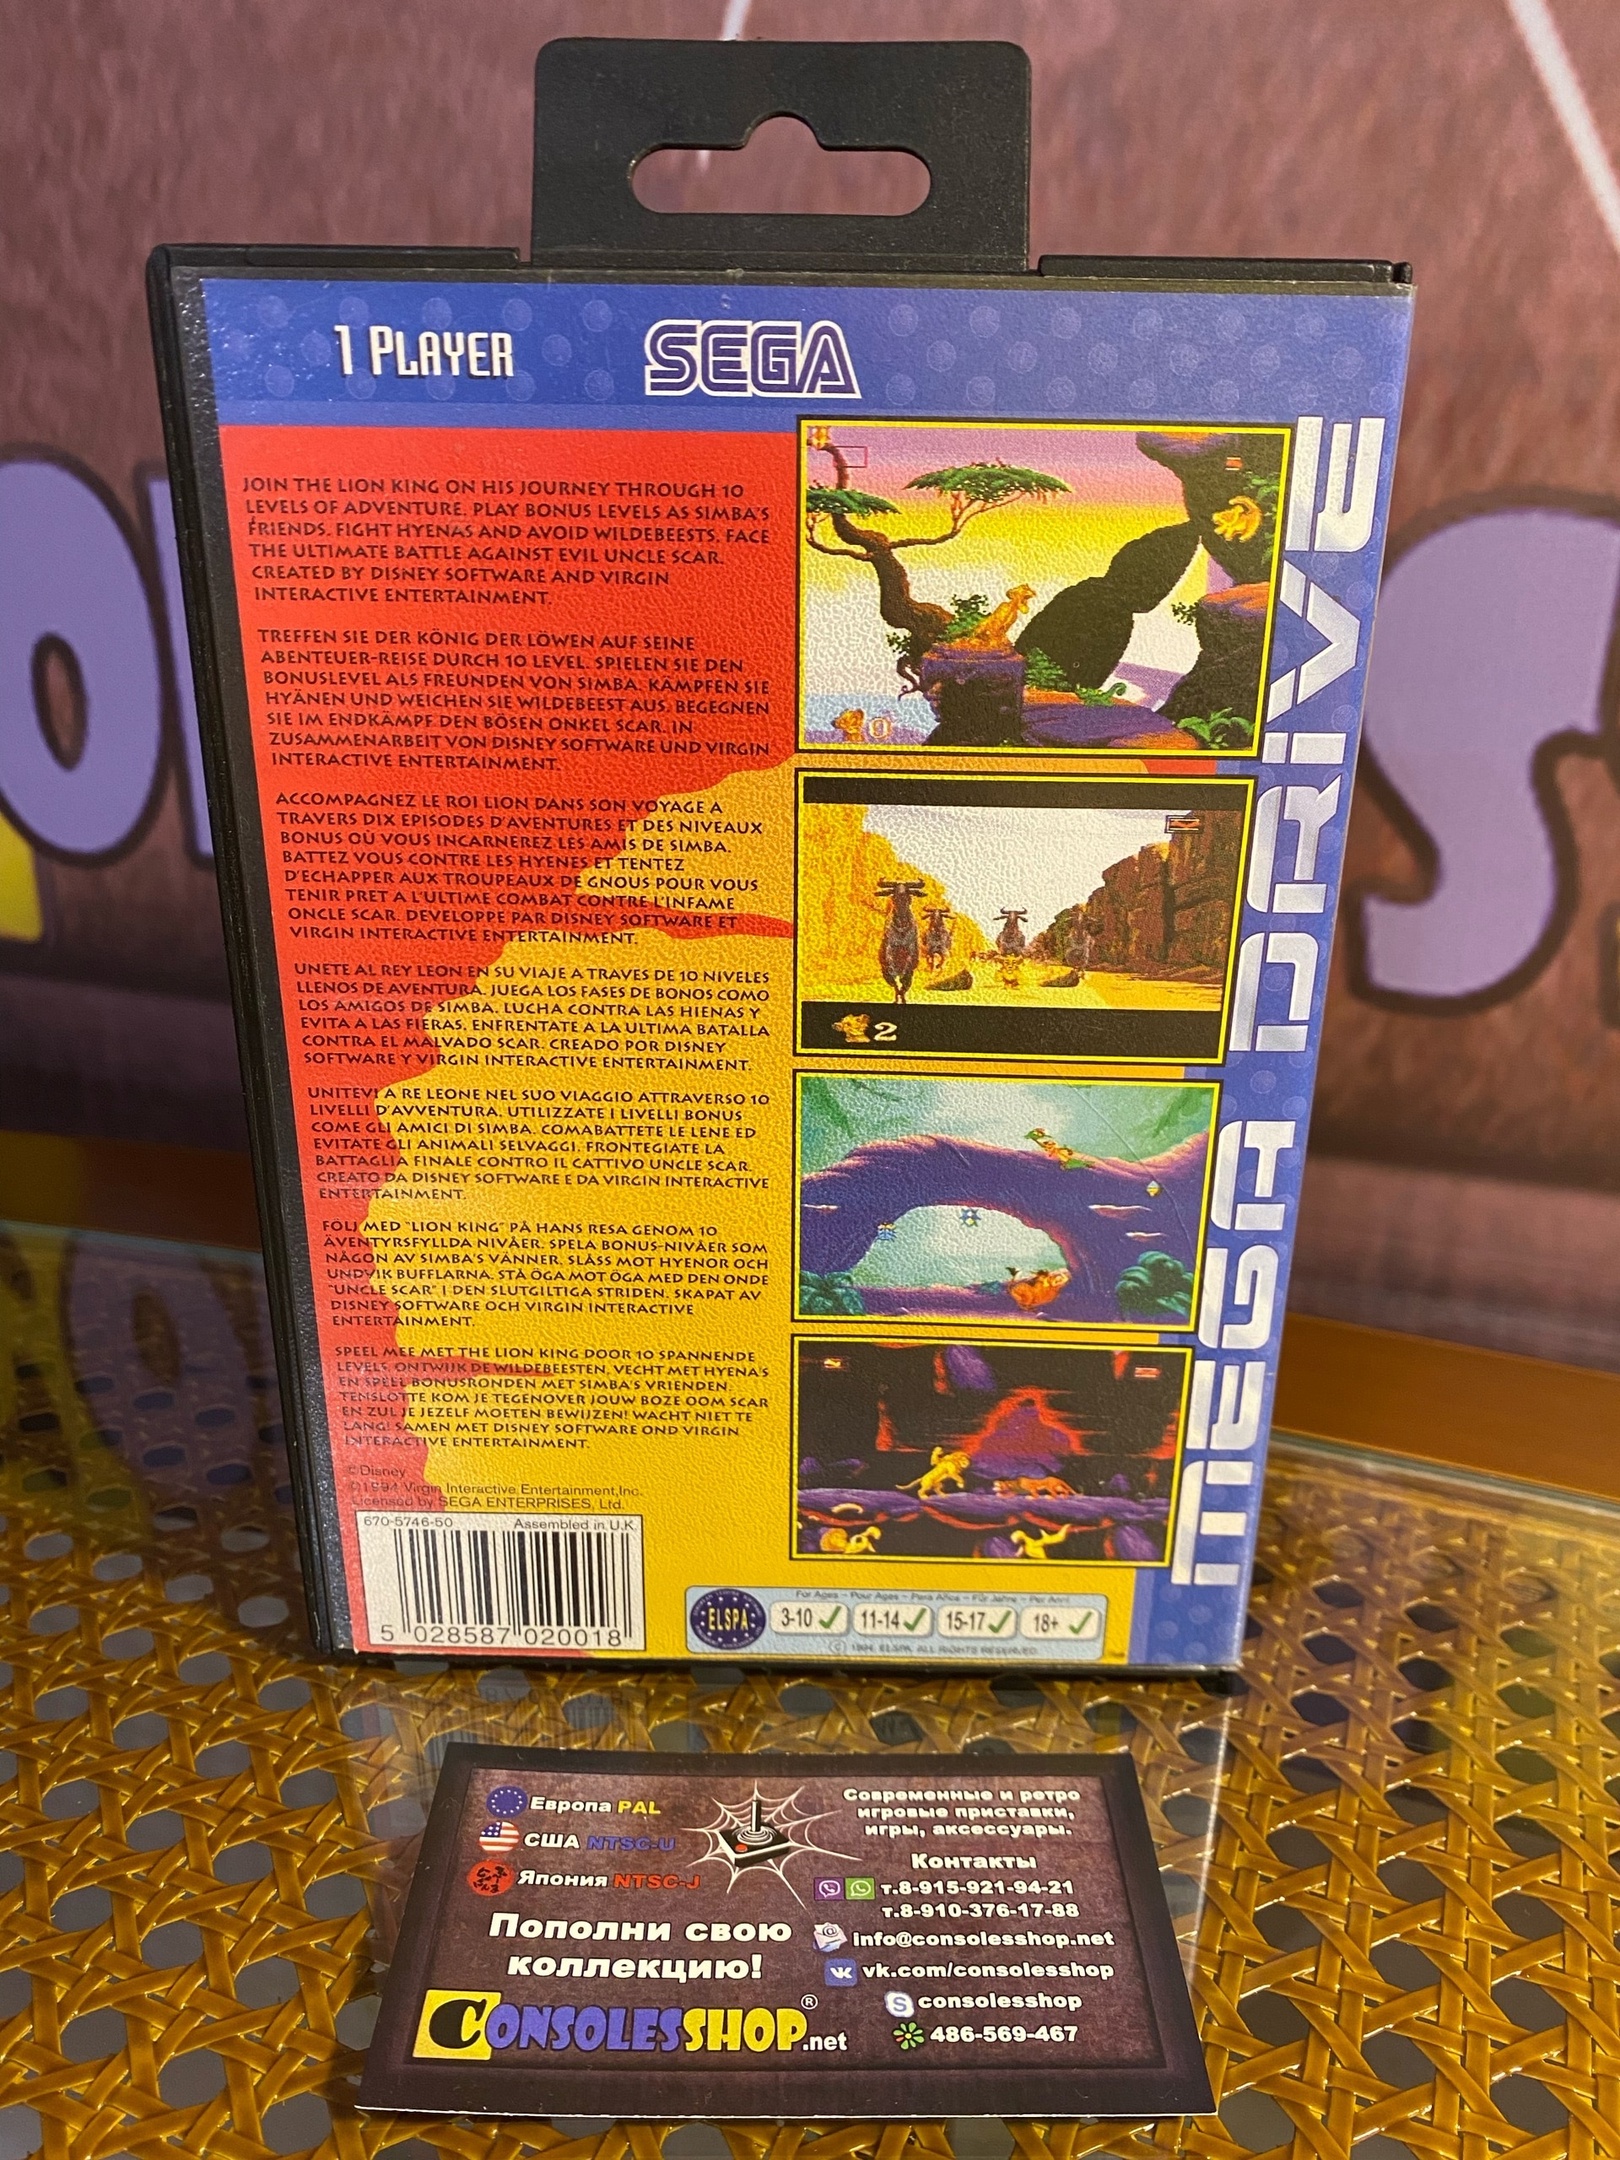 1 PLAYER
SEGA
MEGA DRIVE
JOIN THE LION KING ON HIS JOURNEY THROUGH 10
LEVELS OF ADVENTURE. PLAY BONUS LEVELS AS SIMBA'S
FRIENDS. FIGHT HYENAS AND AVOID WILDEBEESTS. FACE
THE ULTIMATE BATTLE AGAINST EVIL UNCLE SCAR.
CREATED BY DISNEY SOFTWARE AND VIRGIN
INTERACTIVE ENTERTAINMENT.
TREFFEN SIE DER KÖNIG DER LÖWEN AUF SEINE
ABENTEUER-REISE DURCH 10 LEVEL. SPIELEN SIE DEN
BONUSLEVEL ALS FREUNDEN VON SIMBA. KÄMPFEN SIE
HYÄNEN UND WEICHEN SIE WILDEBEEST AUS. BEGEGNEN
SIE IM ENDKÄMPF DEN BÖSEN ONKEL SCAR. IN
ZUSAMMENARBEIT VON DISNEY SOFTWARE UND VIRGIN
INTERACTIVE ENTERTAINMENT.
ACCOMPAGNEZ LE ROI LION DANS SON VOYAGE A
TRAVERS DIX EPISODES D'AVENTURES ET DES NIVEAUX
BONUS OÙ VOUS INCARNEREZ LES AMIS DE SIMBA.
BATTEZ VOUS CONTRE LES HYENES ET TENTEZ
D'ECHAPPER AUX TROUPEAUX DE GNOUS POUR VOUS
TENIR PRET A L'ULTIME COMBAT CONTRE L'INFAME
ONCLE SCAR. DEVELOPPE PAR DISNEY SOFTWARE ET
VIRGIN INTERACTIVE ENTERTAINMENT.
UNETE AL REY LEON EN SU VIAJE A TRAVES DE 10 NIVELES
LLENOS DE AVENTURA. JUEGA LOS FASES DE BONOS COMO
LOS AMIGOS DE SIMBA. LUCHA CONTRA LAS HIENAS Y
EVITA A LAS FIERAS. ENFRENTATE A LA ULTIMA BATALLA
CONTRA EL MALVADO SCAR. CREADO POR DISNEY
SOFTWARE Y VIRGIN INTERACTIVE ENTERTAINMENT.
UNITEVI A RE LEONE NEL SUO VIAGGIO ATTRAVERSO 10
LIVELLI D'AVVENTURA. UTILIZZATE I LIVELLI BONUS
COME GLI AMICI DI SIMBA. COMABATTETE LE LENE ED
EVITATE GLI ANIMALI SELVAGGI. FRONTEGIATE LA
BATTAGLIA FINALE CONTRO IL CATTIVO UNCLE SCAR.
CREATO DA DISNEY SOFTWARE E DA VIRGIN INTERACTIVE
ENTERTAINMENT.
FÖLJ MED "LION KING" PÅ HANS RESA GENOM 10
ÄVENTYRSFYLLDA NIVÅER. SPELA BONUS-NIVÅER SOM
NÅGON AV SIMBA'S VÄNNER. SLÅSS MOT HYENOR OCH
UNDVIK BUFFLARNA. STÅ ÖGA MOT ÖGA MED DEN ONDE
"UNCLE SCAR" I DEN SLUTGILTIGA STRIDEN. SKAPAT AV
DISNEY SOFTWARE OCH VIRGIN INTERACTIVE
ENTERTAINMENT.
SPEEL MEE MET THE LION KING DOOR 10 SPANNENDE
LEVELS. ONTWIJK DE WILDEBEESTEN, VECHT MET HYENA'S
EN SPEEL BONUSRONDEN MET SIMBA'S VRIENDEN.
TENSLOTTE KOM JE TEGENOVER JOUW BOZE OOM SCAR
EN ZUL JE JEZELF MOETEN BEWIJZEN! WACHT NIET TE
LANG! SAMEN MET DISNEY SOFTWARE OND VIRGIN
INTERACTIVE ENTERTAINMENT.
© Disney
©1994 Virgin Interactive Entertainment, Inc.
Licensed by SEGA ENTERPRISES, Ltd.
670-5746-50 Assembled in U.K.
5 028587 020018
0
2
For Ages – Pour Ages – Para Años – Für Jahre – Per Anni
ELSPA 3-10 11-14 15-17 18+
© 1994 ELSPA. ALL RIGHTS RESERVED.
Европа PAL
США NTSC-U
Япония NTSC-J
Пополни свою
коллекцию!
CONSOLESSHOP®.net
Современные и ретро
игровые приставки,
игры, аксессуары.
Контакты
т.8-915-921-94-21
т.8-910-376-17-88
info@consolesshop.net
vk.com/consolesshop
consolesshop
486-569-467